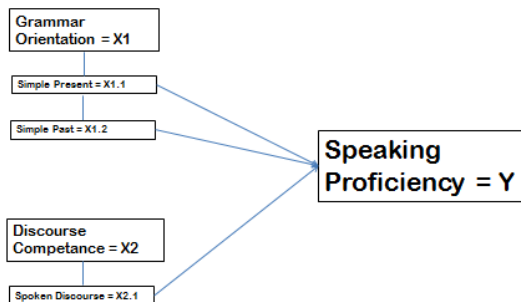 Grammar
Orientation = X1
Simple Present = X1.1
Simple Past = X1.2
Speaking
Proficiency = Y
Discourse
Competance = X2
Spoken Discourse = X2.1